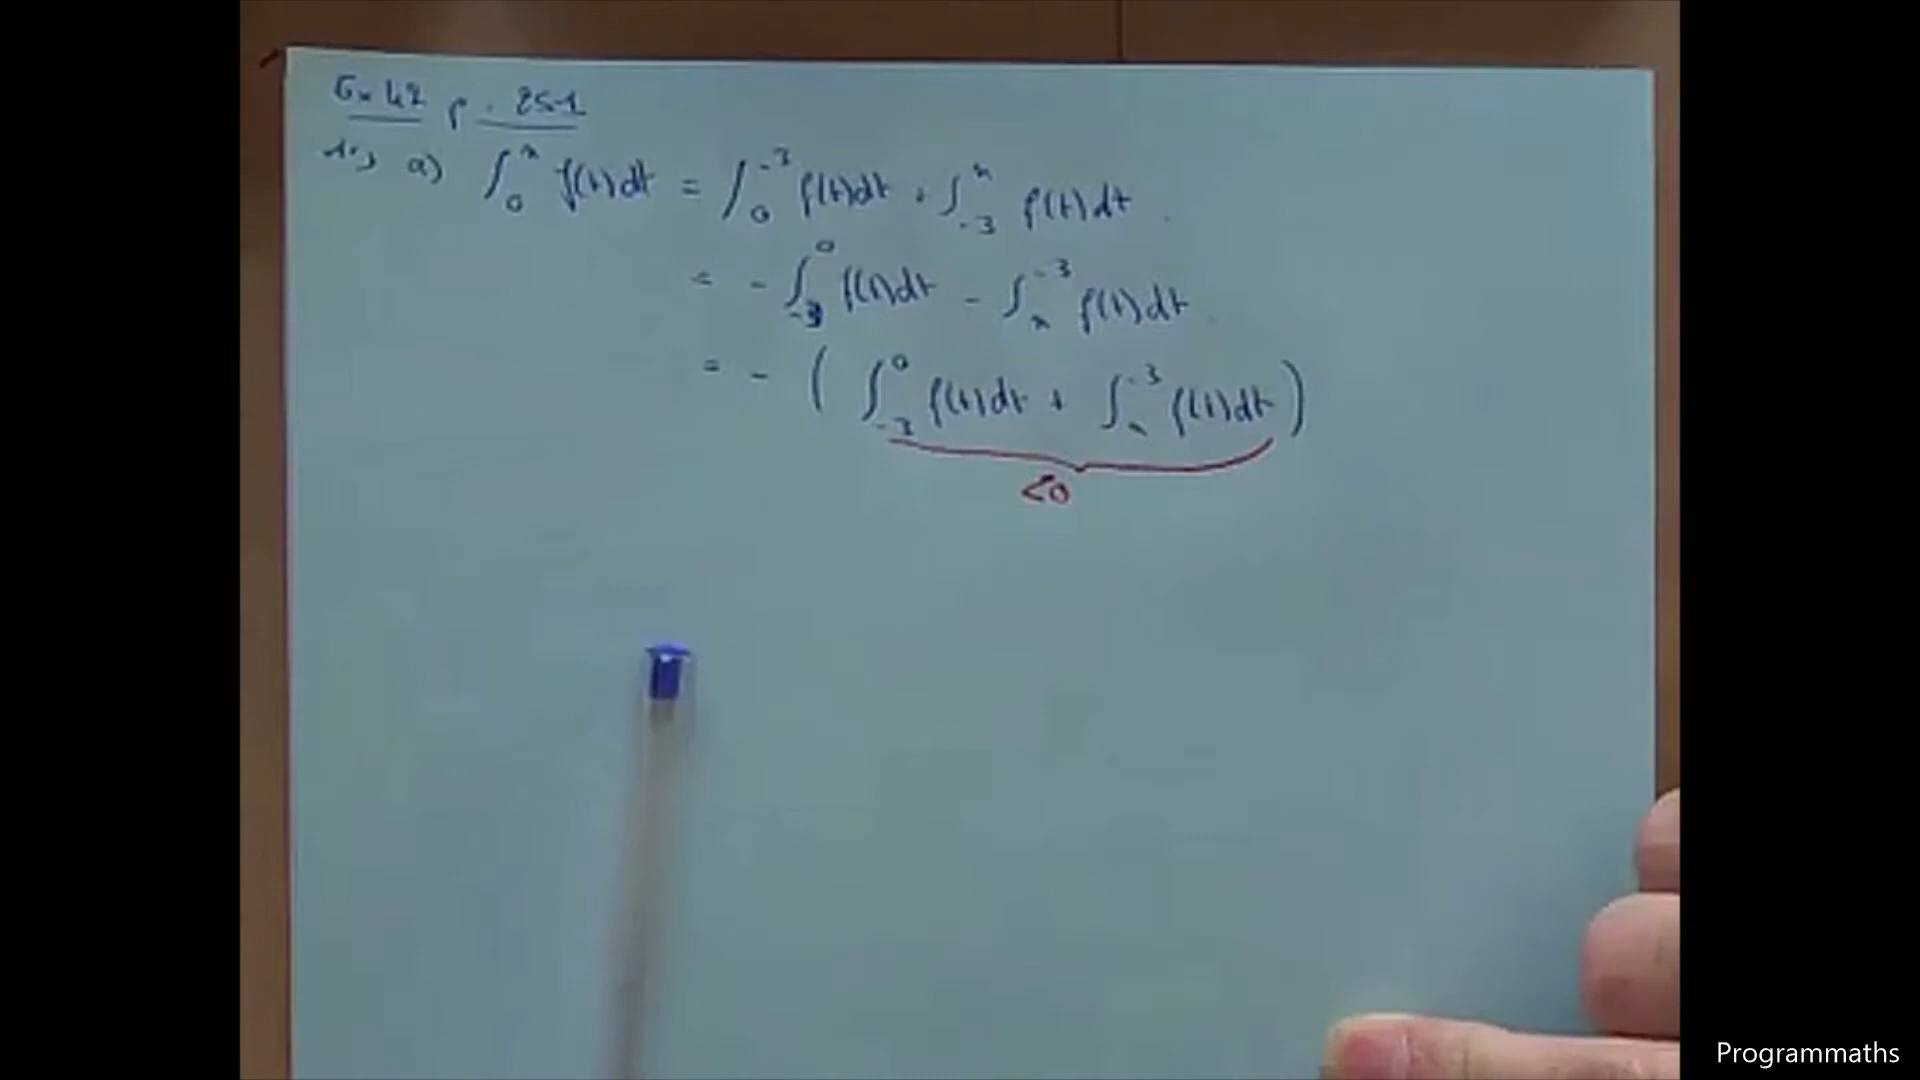 Ex 42 p. 251
1°) a) ∫₀ˣ f(t)dt = ∫₀⁻³ f(t)dt + ∫₋₃ˣ f(t)dt.
= - ∫₋₃⁰ f(t)dt - ∫ₓ⁻³ f(t)dt.
= - ( ∫₋₃⁰ f(t)dt + ∫ₓ⁻³ f(t)dt )
<0
Programmaths